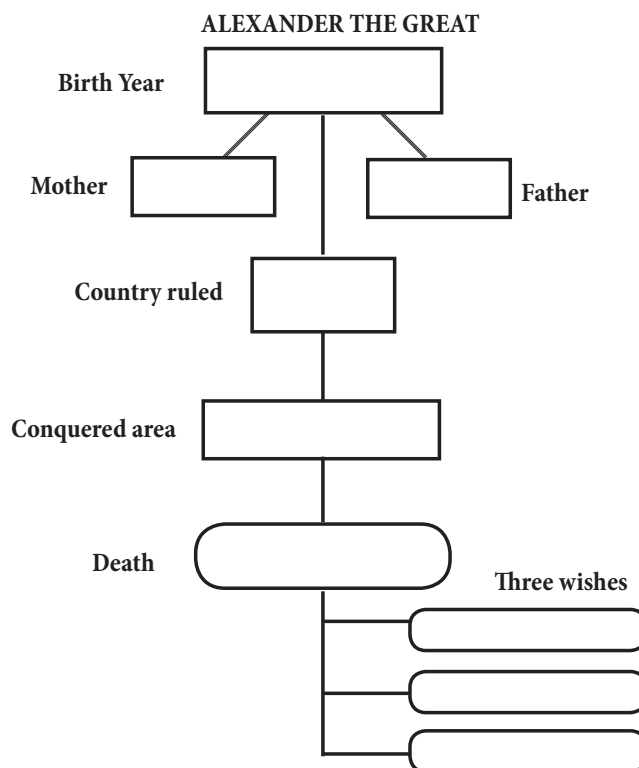 ALEXANDER THE GREAT
Birth Year
Mother
Father
Country ruled
Conquered area
Death
Three wishes